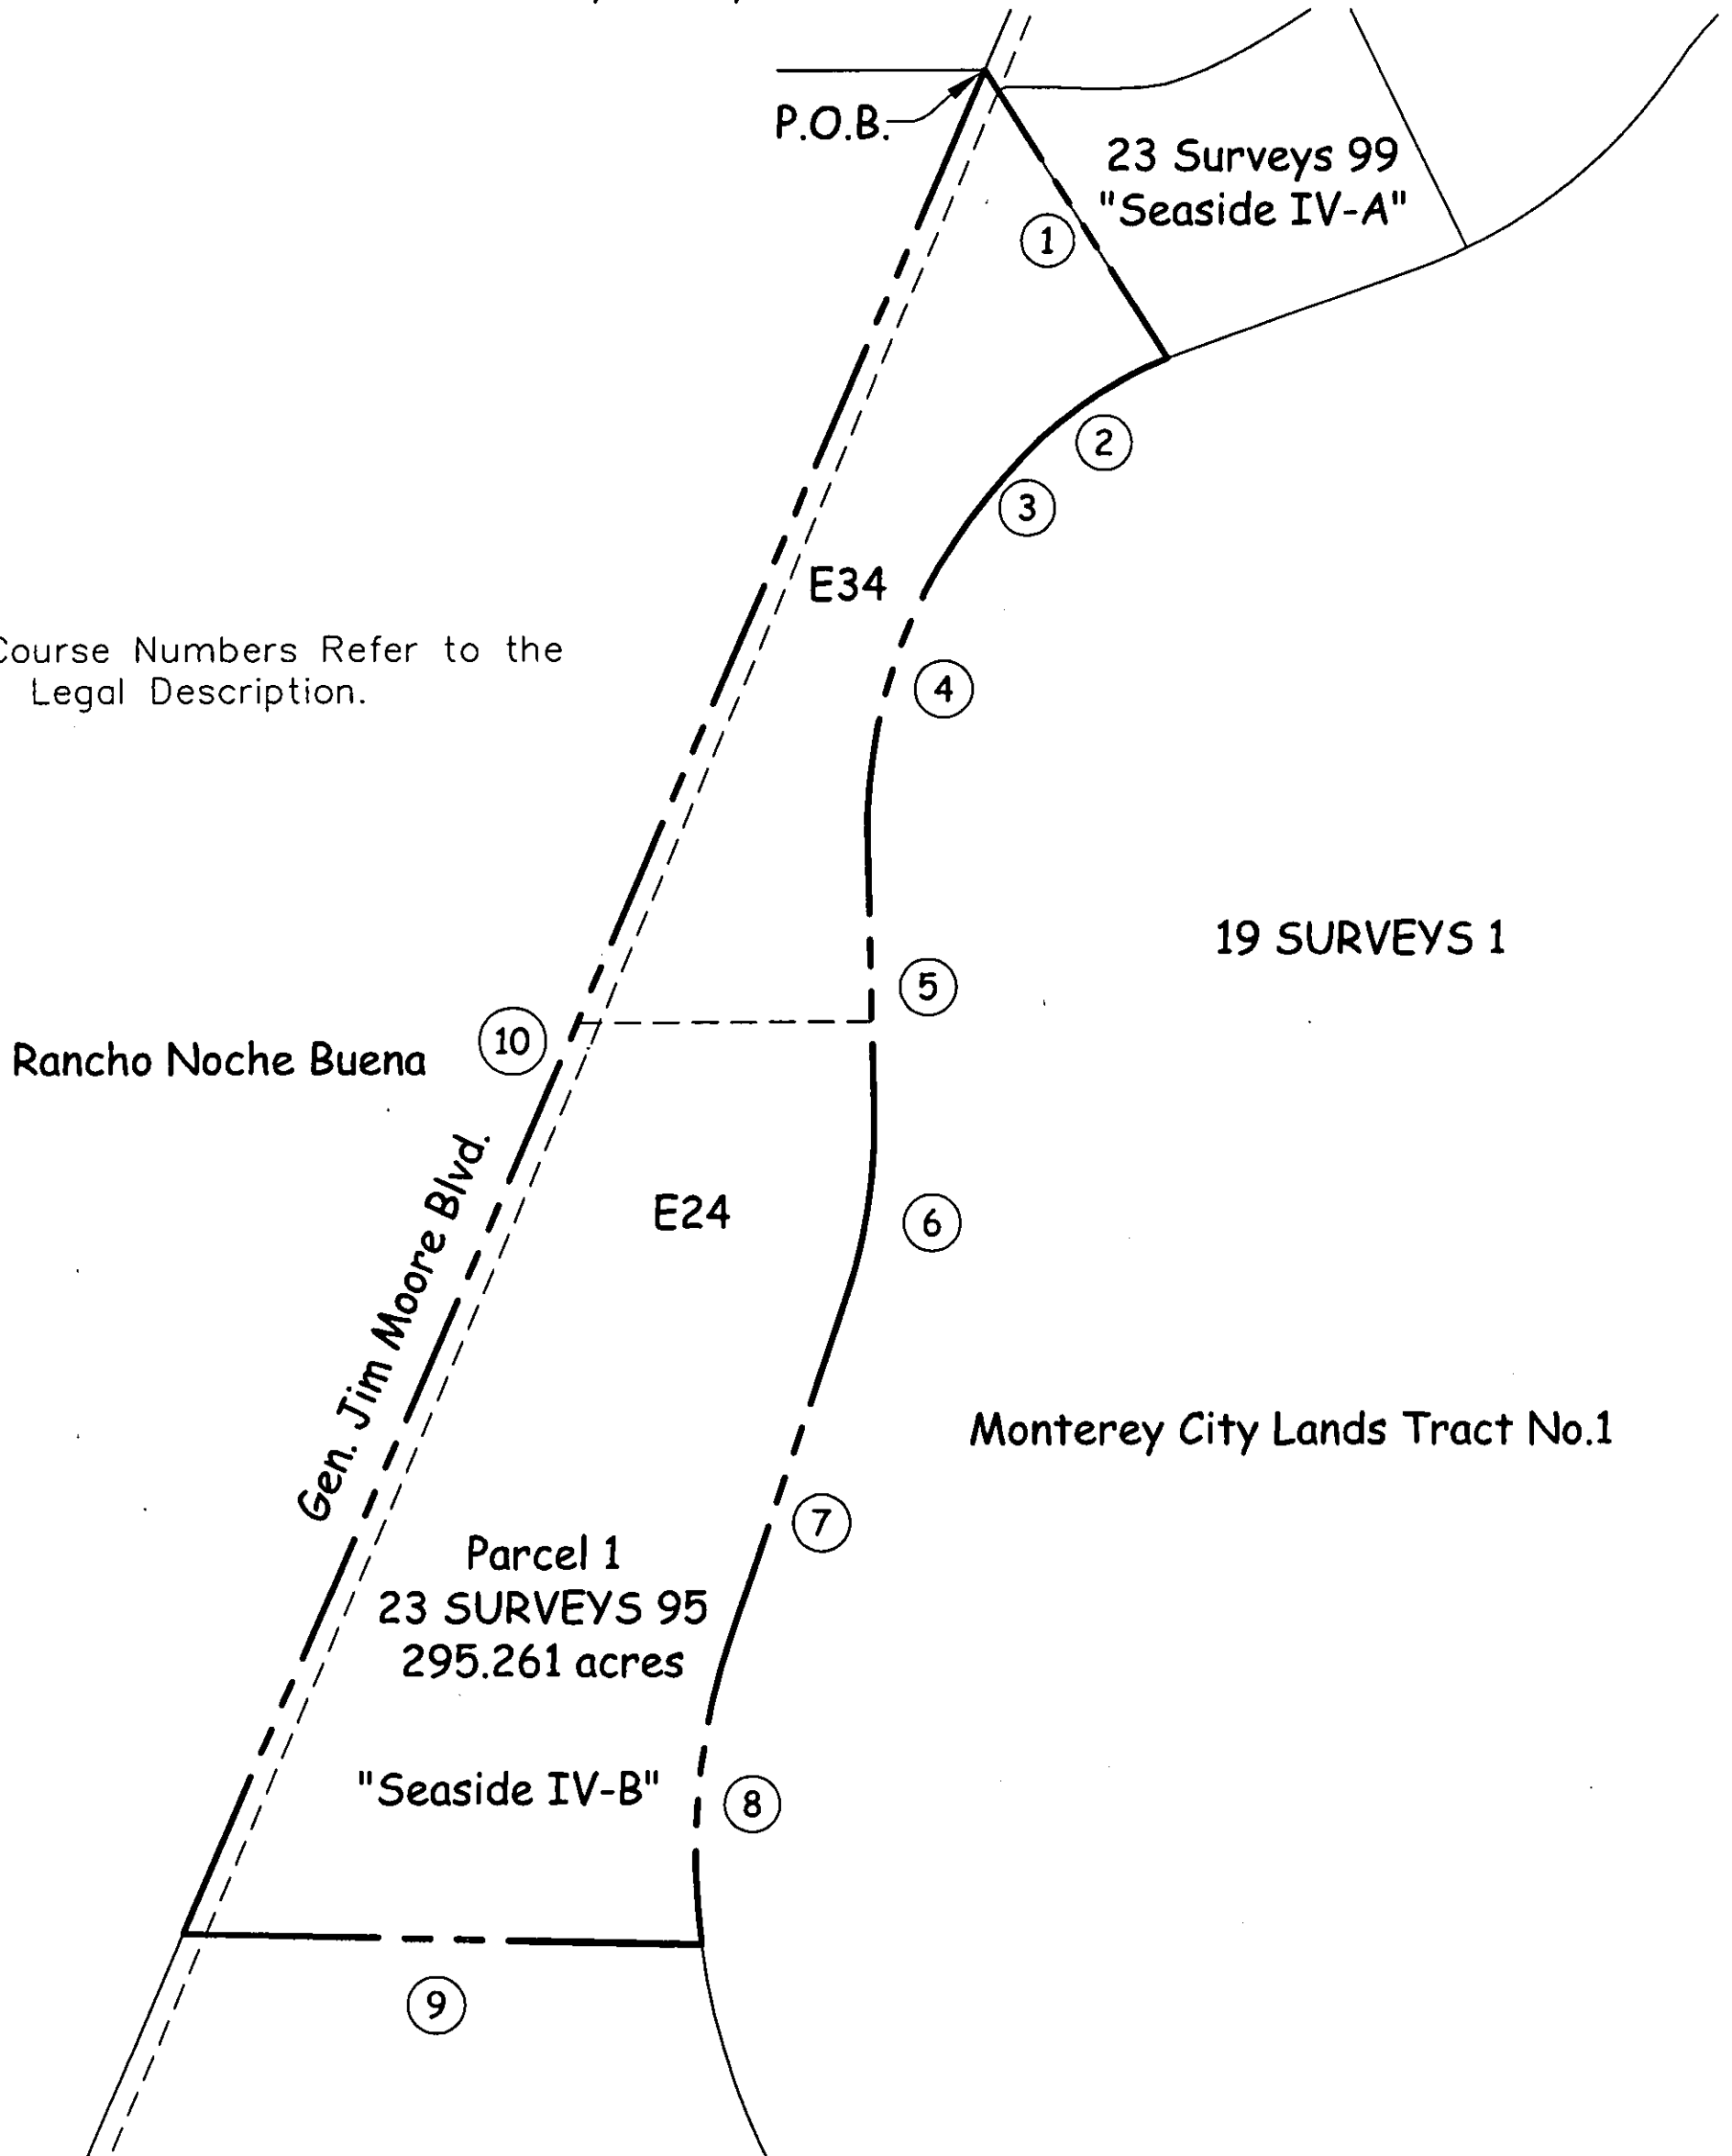 P.O.B.
23 Surveys 99
"Seaside IV-A"
1
2
3
E34
Course Numbers Refer to the
Legal Description.
4
19 SURVEYS 1
5
10
Rancho Noche Buena
Gen. Jim Moore Blvd.
E24
6
Monterey City Lands Tract No.1
7
Parcel 1
23 SURVEYS 95
295.261 acres
"Seaside IV-B"
8
9